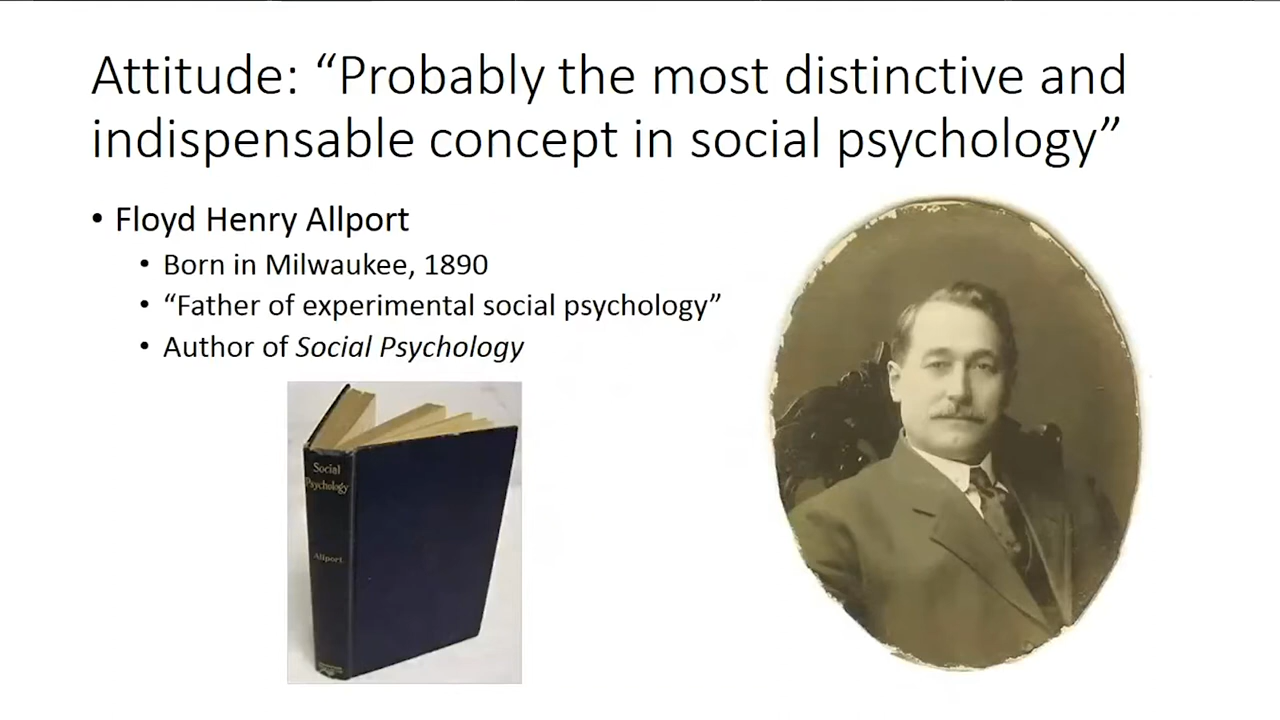 Attitude: “Probably the most distinctive and
indispensable concept in social psychology”
• Floyd Henry Allport
• Born in Milwaukee, 1890
• “Father of experimental social psychology”
• Author of Social Psychology
Social
Psychology
Allport